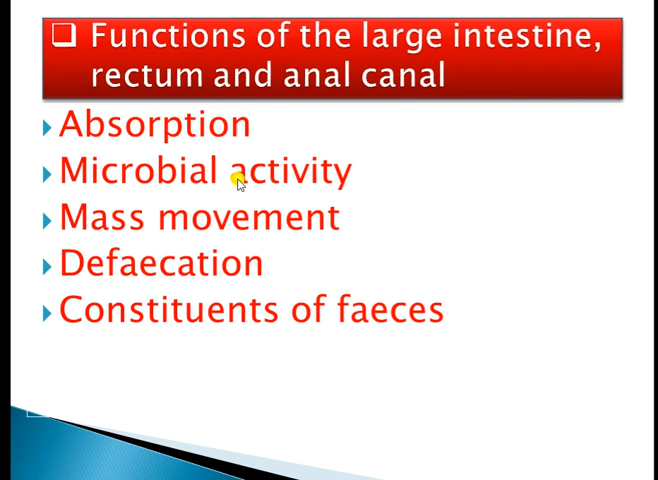 Functions of the large intestine,
rectum and anal canal
Absorption
Microbial activity
Mass movement
Defaecation
Constituents of faeces